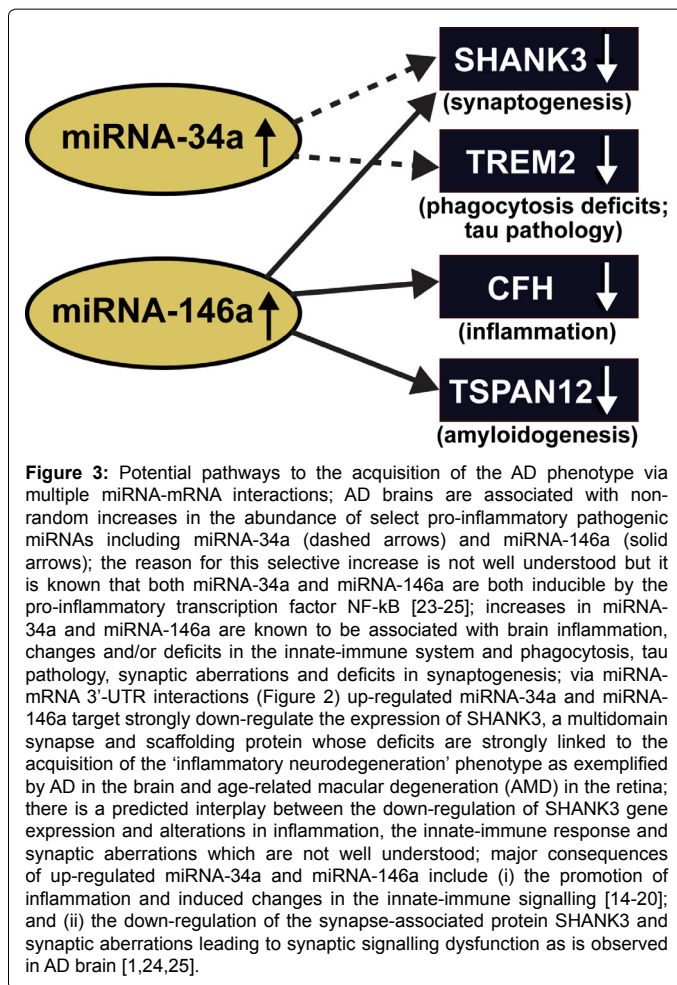 SHANK3 ↓
(synaptogenesis)
miRNA-34a ↑
TREM2 ↓
(phagocytosis deficits;
tau pathology)
miRNA-146a ↑
CFH ↓
(inflammation)
TSPAN12 ↓
(amyloidogenesis)
Figure 3: Potential pathways to the acquisition of the AD phenotype via
multiple miRNA-mRNA interactions; AD brains are associated with non-
random increases in the abundance of select pro-inflammatory pathogenic
miRNAs including miRNA-34a (dashed arrows) and miRNA-146a (solid
arrows); the reason for this selective increase is not well understood but it
is known that both miRNA-34a and miRNA-146a are both inducible by the
pro-inflammatory transcription factor NF-kB [23-25]; increases in miRNA-
34a and miRNA-146a are known to be associated with brain inflammation,
changes and/or deficits in the innate-immune system and phagocytosis, tau
pathology, synaptic aberrations and deficits in synaptogenesis; via miRNA-
mRNA 3'-UTR interactions (Figure 2) up-regulated miRNA-34a and miRNA-
146a target strongly down-regulate the expression of SHANK3, a multidomain
synapse and scaffolding protein whose deficits are strongly linked to the
acquisition of the 'inflammatory neurodegeneration' phenotype as exemplified
by AD in the brain and age-related macular degeneration (AMD) in the retina;
there is a predicted interplay between the down-regulation of SHANK3 gene
expression and alterations in inflammation, the innate-immune response and
synaptic aberrations which are not well understood; major consequences
of up-regulated miRNA-34a and miRNA-146a include (i) the promotion of
inflammation and induced changes in the innate-immune signalling [14-20];
and (ii) the down-regulation of the synapse-associated protein SHANK3 and
synaptic aberrations leading to synaptic signalling dysfunction as is observed
in AD brain [1,24,25].